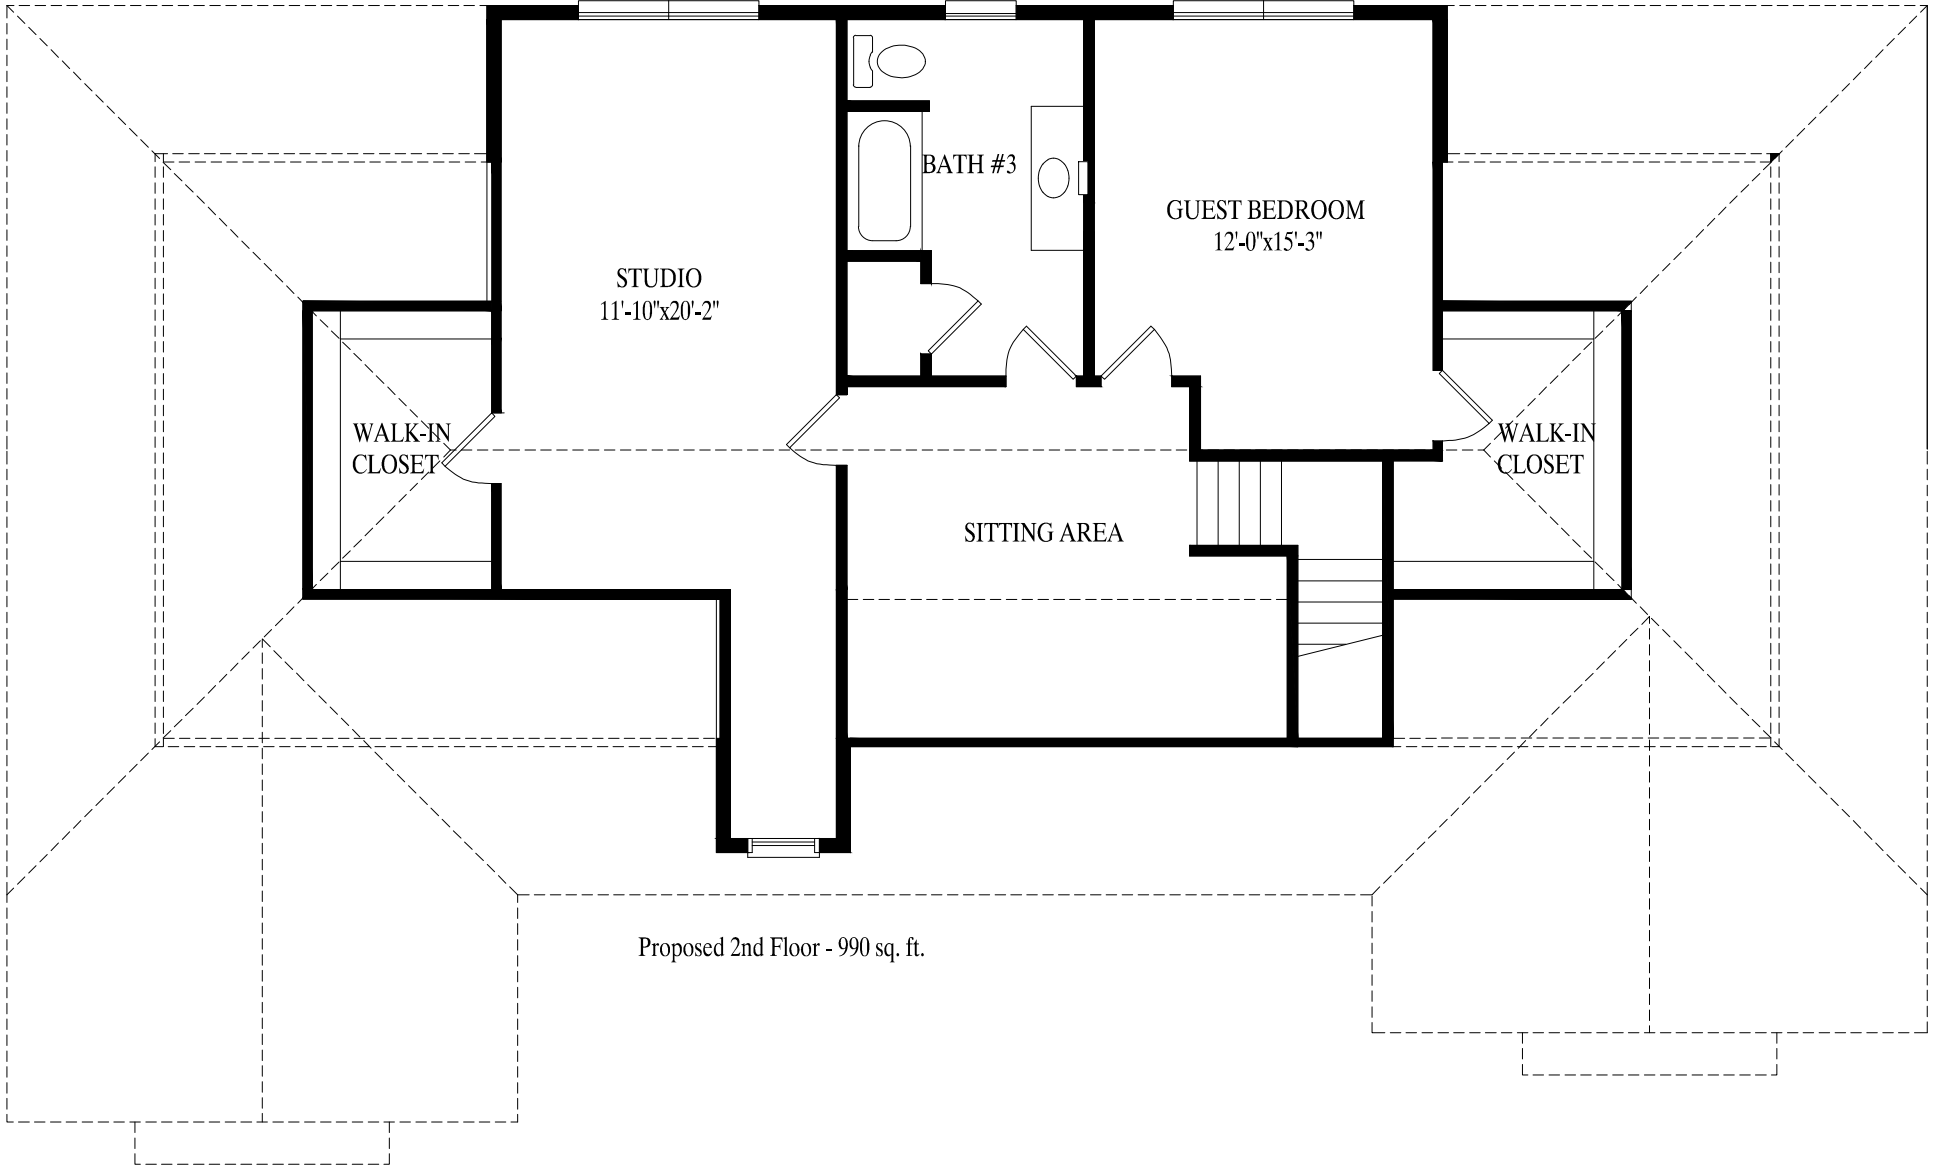 BATH #3
GUEST BEDROOM
12'-0"x15'-3"
STUDIO
11'-10"x20'-2"
WALK-IN
CLOSET
WALK-IN
CLOSET
SITTING AREA
Proposed 2nd Floor - 990 sq. ft.